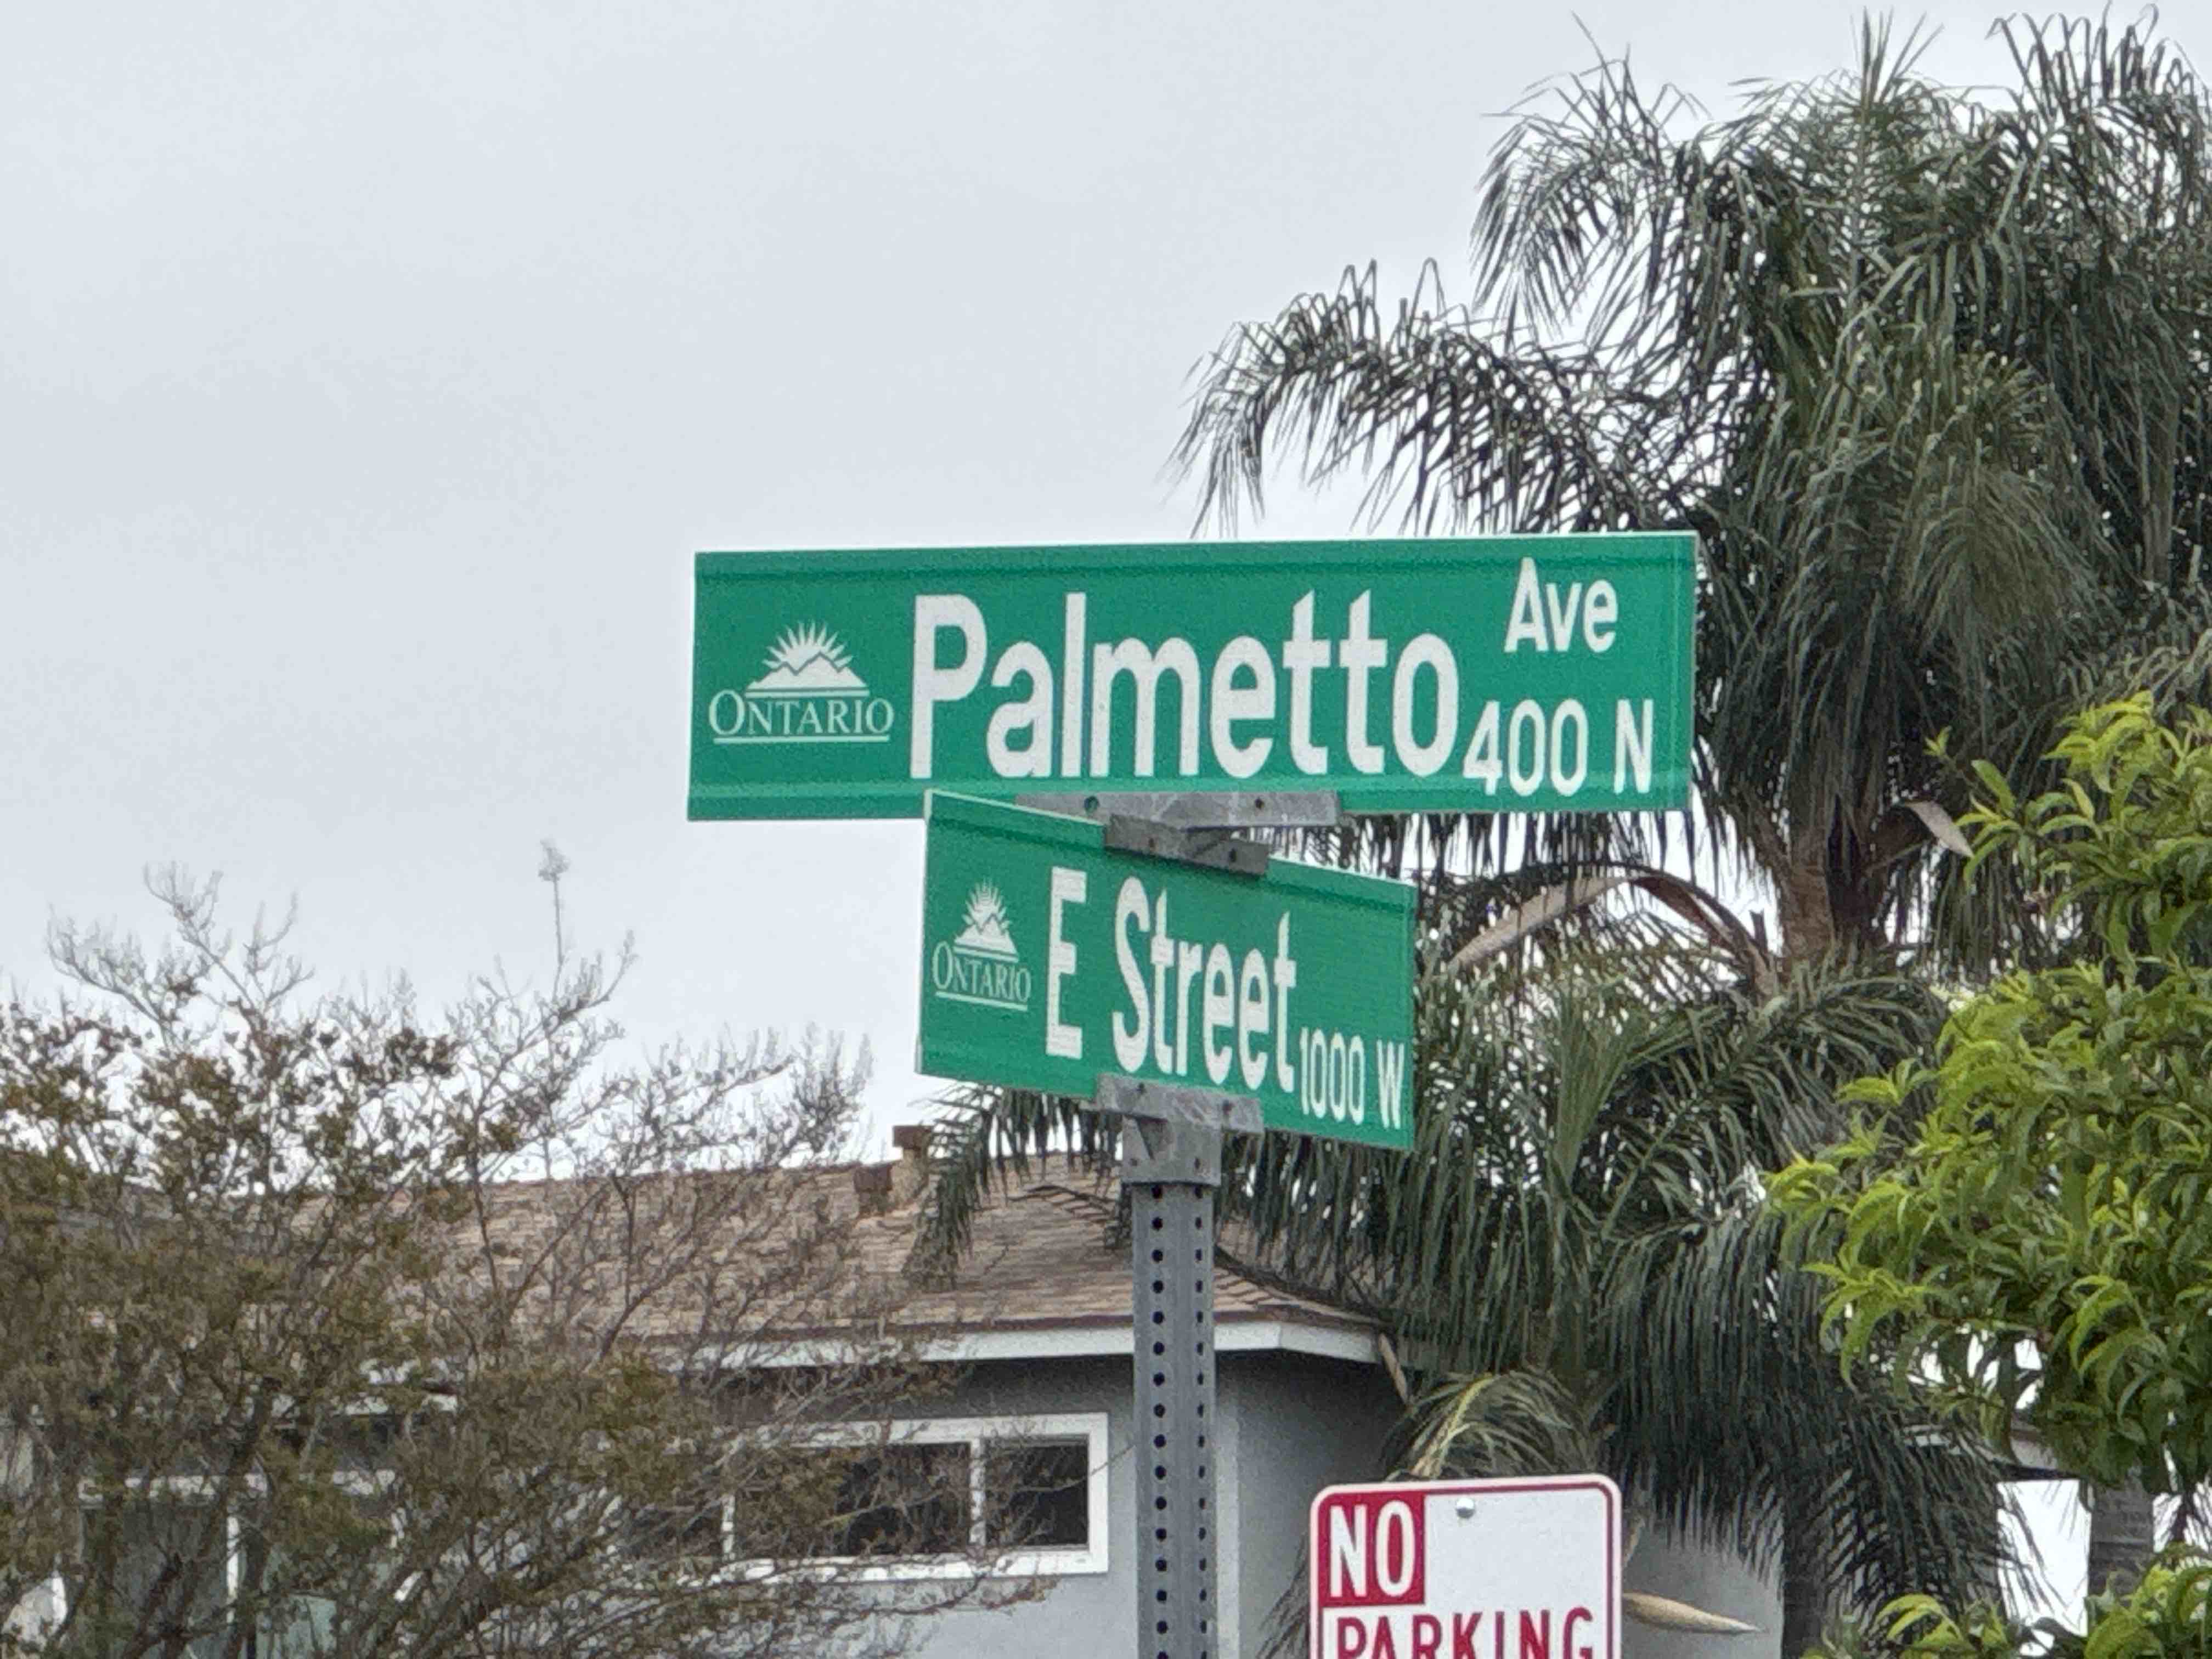 ONTARIO Palmetto Ave
400 N
ONTARIO E Street 1000 W
NO
PARKING